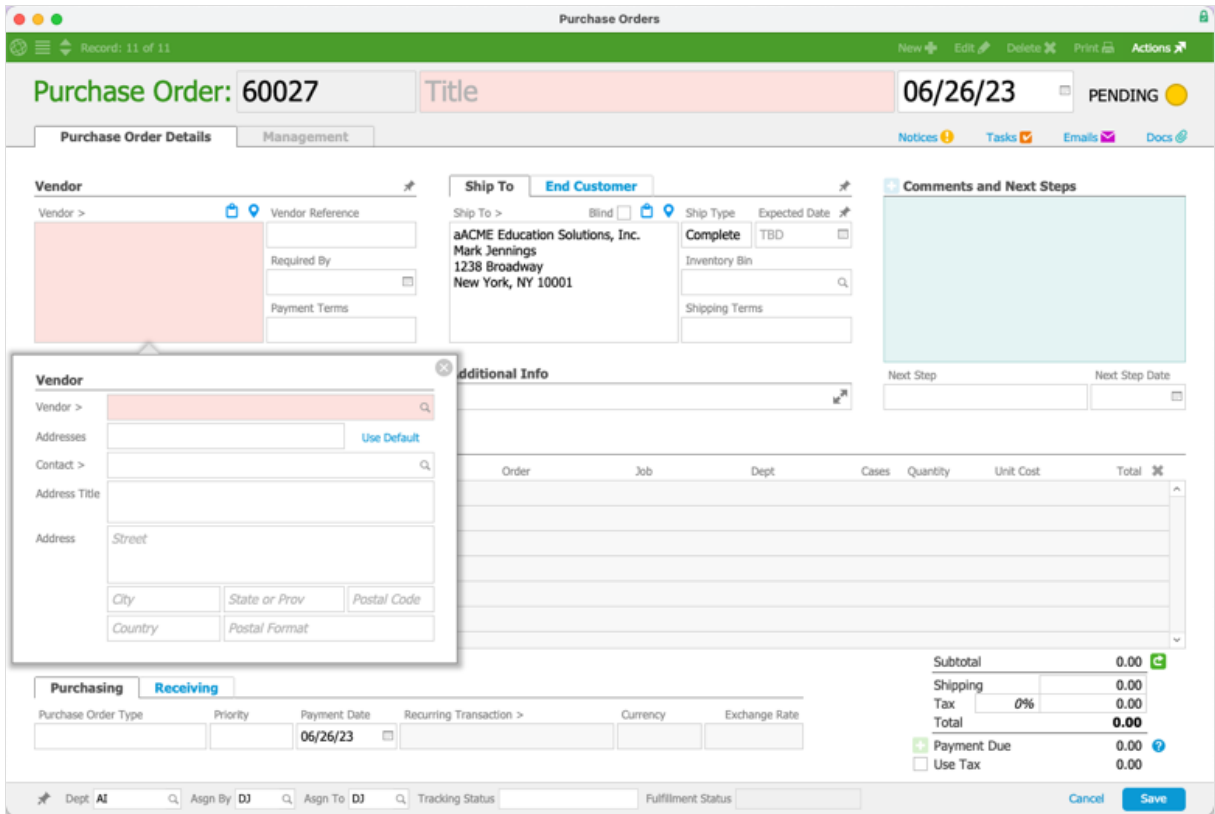 Purchase Orders
Record: 11 of 11
New Edit Delete Print Actions
Purchase Order: 60027 Title 06/26/23 PENDING
Purchase Order Details Management Notices Tasks Emails Docs
Vendor Ship To End Customer Comments and Next Steps
Vendor > Vendor Reference Ship To > Blind Ship Type Expected Date
aACME Education Solutions, Inc. Complete TBD
Mark Jennings
1238 Broadway
New York, NY 10001
Required By Inventory Bin
Payment Terms Shipping Terms
Additional Info Next Step Next Step Date
Vendor
Vendor >
Addresses Use Default
Contact >
Address Title
Address Street
City State or Prov Postal Code
Country Postal Format
Order Job Dept Cases Quantity Unit Cost Total
Subtotal 0.00
Shipping 0.00
Tax 0% 0.00
Total 0.00
Payment Due 0.00
Use Tax 0.00
Purchasing Receiving
Purchase Order Type Priority Payment Date Recurring Transaction > Currency Exchange Rate
06/26/23
Dept AI Asgn By DJ Asgn To DJ Tracking Status Fulfillment Status Cancel Save